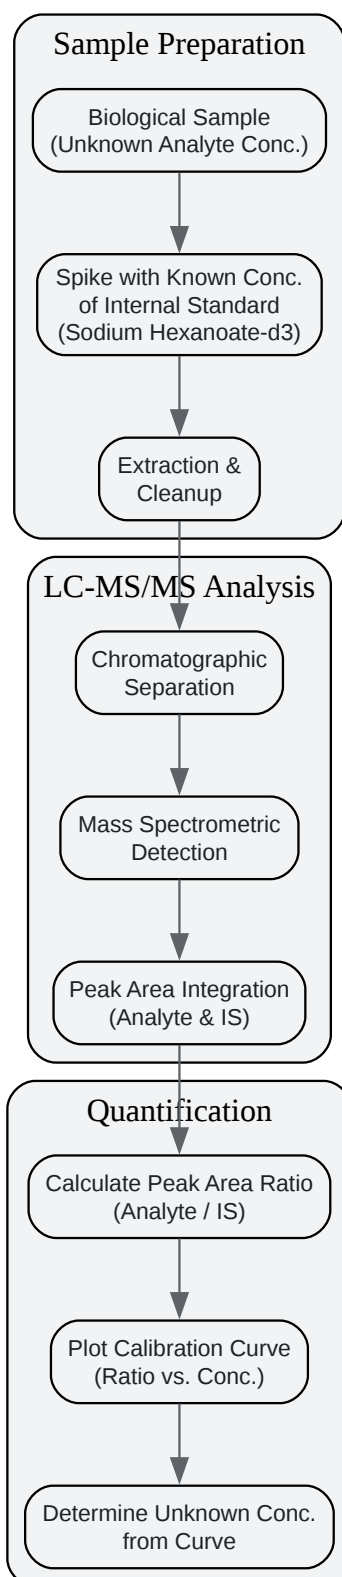 Sample Preparation
Biological Sample
(Unknown Analyte Conc.)
Spike with Known Conc.
of Internal Standard
(Sodium Hexanoate-d3)
Extraction &
Cleanup
LC-MS/MS Analysis
Chromatographic
Separation
Mass Spectrometric
Detection
Peak Area Integration
(Analyte & IS)
Quantification
Calculate Peak Area Ratio
(Analyte / IS)
Plot Calibration Curve
(Ratio vs. Conc.)
Determine Unknown Conc.
from Curve